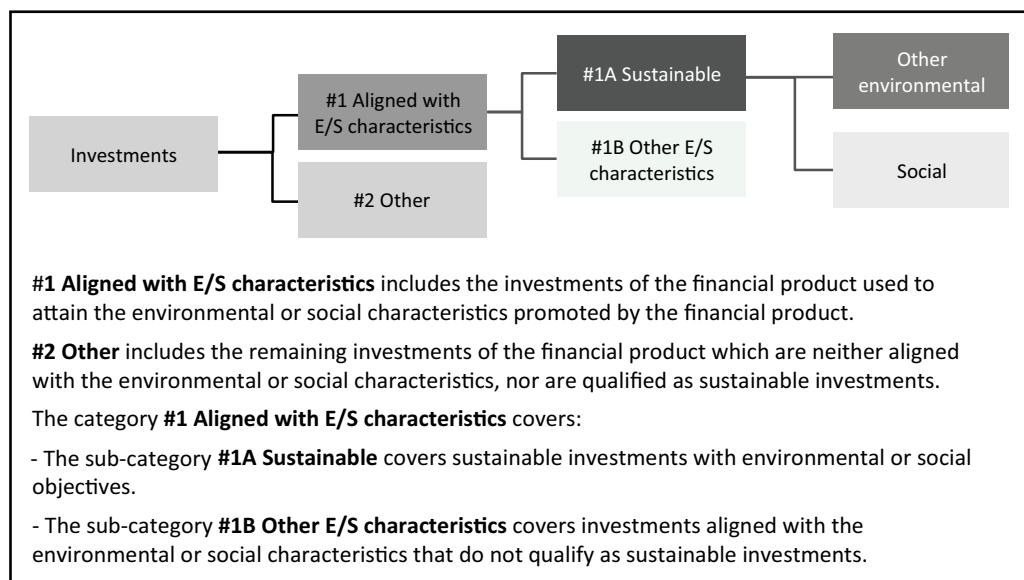 Investments
#1 Aligned with
E/S characteristics
#2 Other
#1A Sustainable
#1B Other E/S
characteristics
Other
environmental
Social
#1 Aligned with E/S characteristics includes the investments of the financial product used to
attain the environmental or social characteristics promoted by the financial product.
#2 Other includes the remaining investments of the financial product which are neither aligned
with the environmental or social characteristics, nor are qualified as sustainable investments.
The category #1 Aligned with E/S characteristics covers:
- The sub-category #1A Sustainable covers sustainable investments with environmental or social
objectives.
- The sub-category #1B Other E/S characteristics covers investments aligned with the
environmental or social characteristics that do not qualify as sustainable investments.